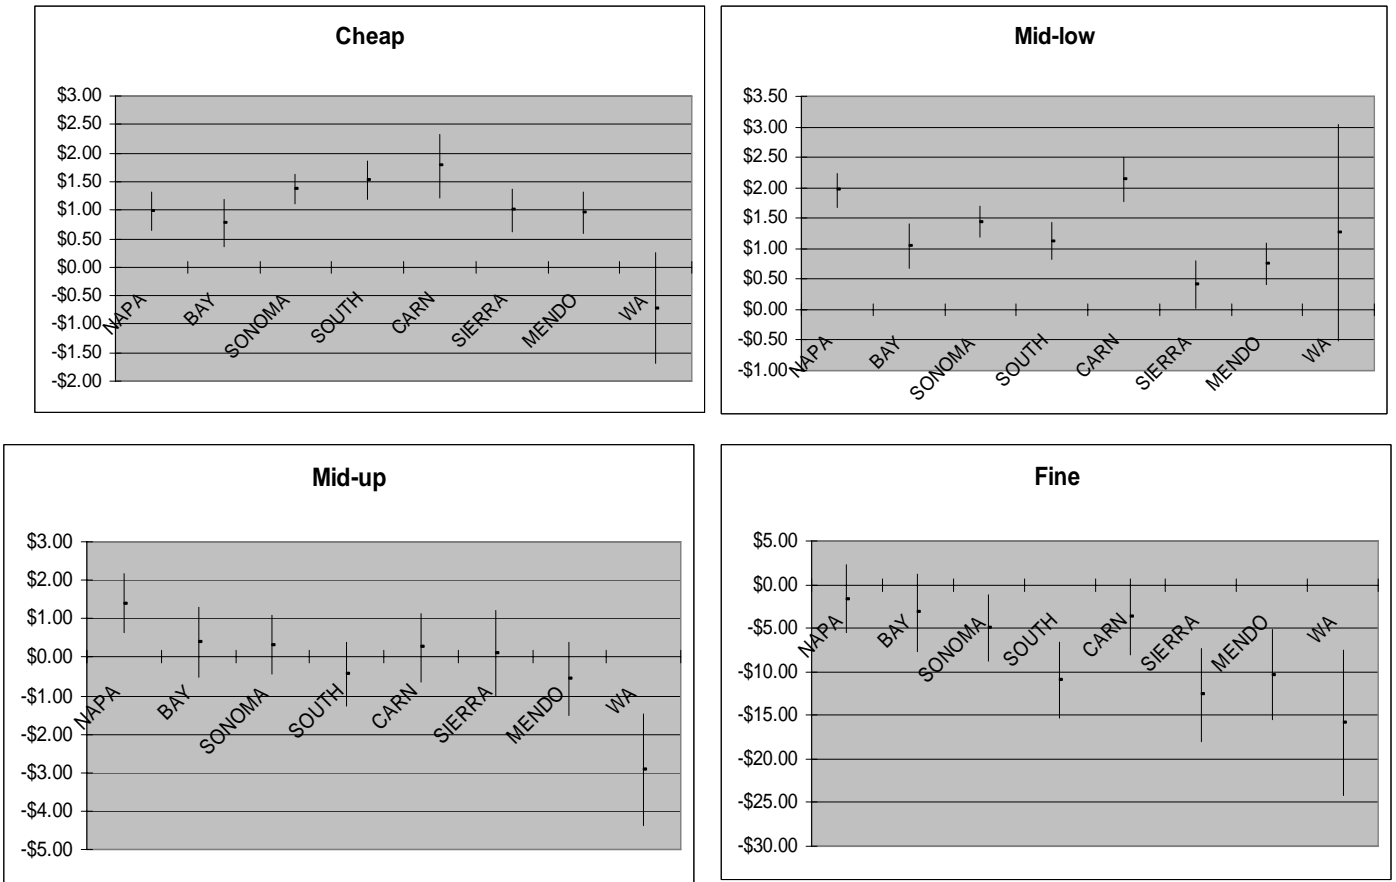 Cheap
$3.00
$2.50
$2.00
$1.50
$1.00
$0.50
$0.00
-$0.50
-$1.00
-$1.50
-$2.00
NAPA
BAY
SONOMA
SOUTH
CARN
SIERRA
MENDO
WA
Mid-low
$3.50
$3.00
$2.50
$2.00
$1.50
$1.00
$0.50
$0.00
-$0.50
-$1.00
NAPA
BAY
SONOMA
SOUTH
CARN
SIERRA
MENDO
WA
Mid-up
$3.00
$2.00
$1.00
$0.00
-$1.00
-$2.00
-$3.00
-$4.00
-$5.00
NAPA
BAY
SONOMA
SOUTH
CARN
SIERRA
MENDO
WA
Fine
$5.00
$0.00
-$5.00
-$10.00
-$15.00
-$20.00
-$25.00
-$30.00
NAPA
BAY
SONOMA
SOUTH
CARN
SIERRA
MENDO
WA